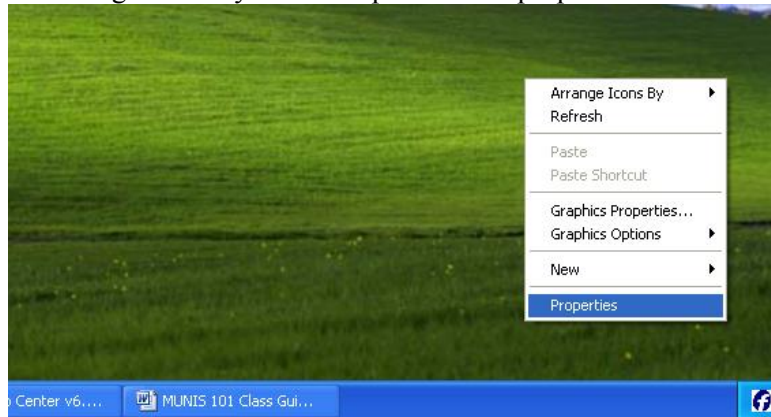 Arrange Icons By
Refresh
Paste
Paste Shortcut
Graphics Properties...
Graphics Options
New
Properties
Center v6....
MUNIS 101 Class Gui...